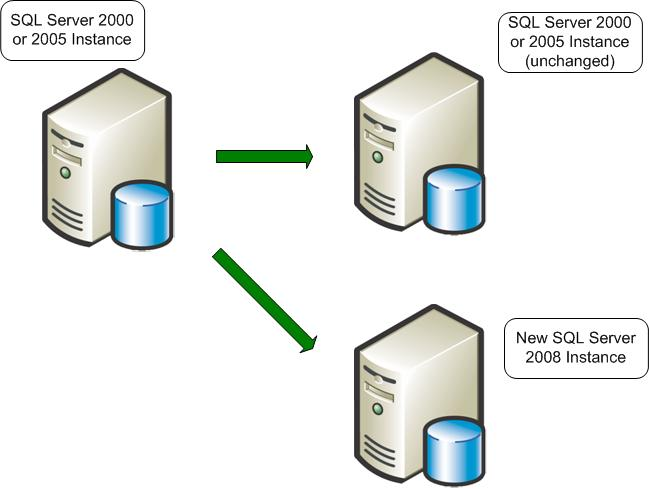 SQL Server 2000
or 2005 Instance
SQL Server 2000
or 2005 Instance
(unchanged)
New SQL Server
2008 Instance